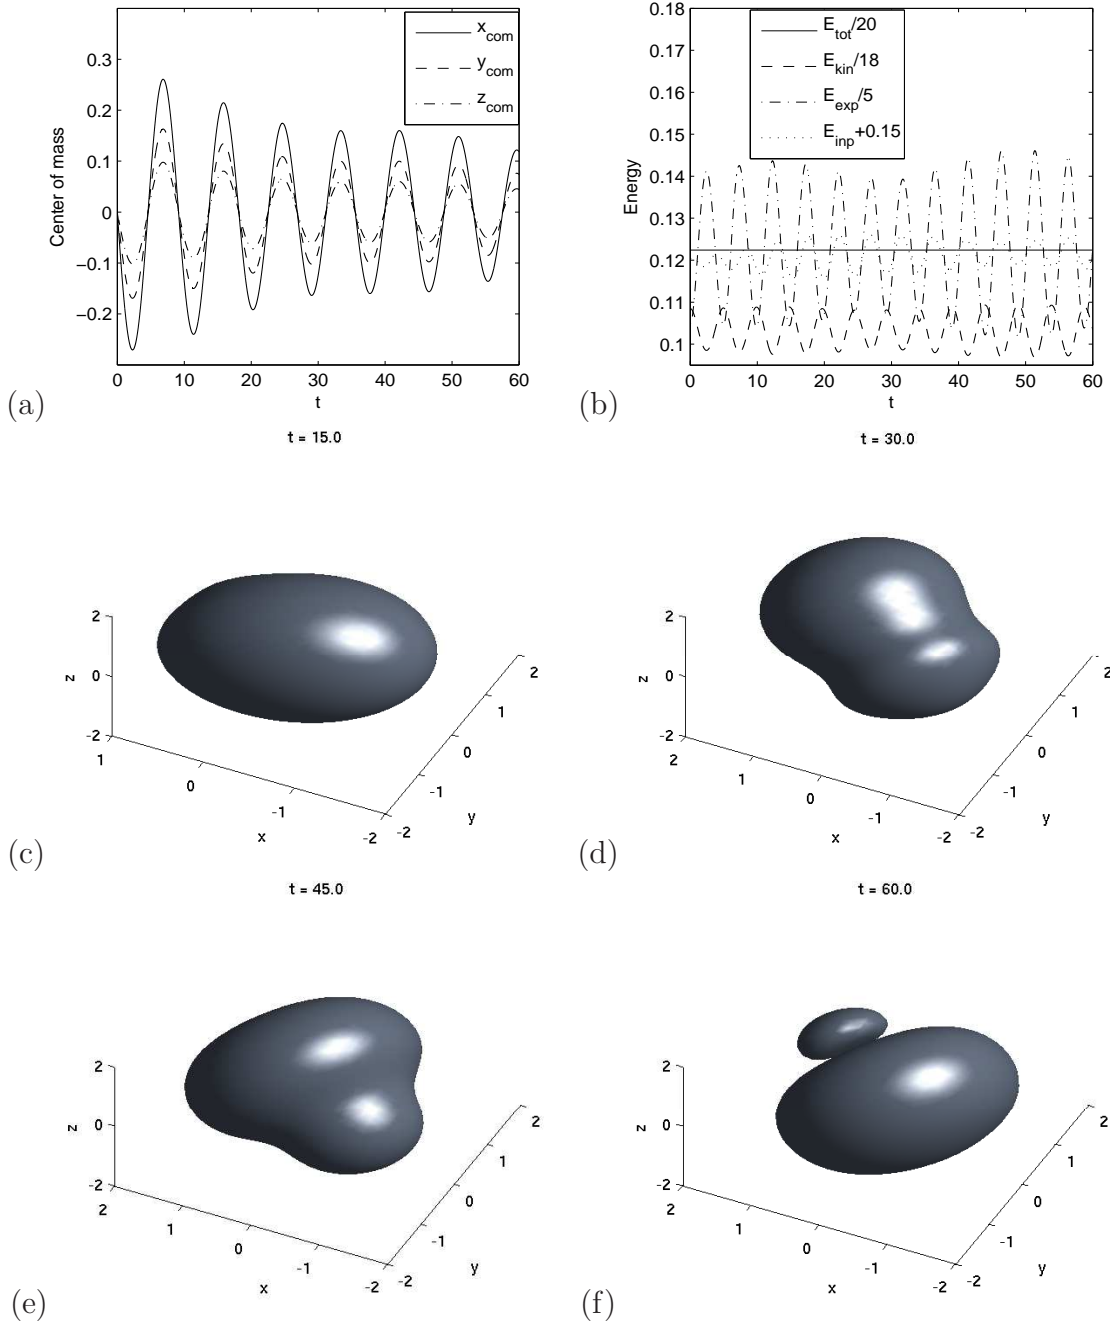 0.3
0.2
0.1
0
−0.1
−0.2
Center of mass
x_com
y_com
z_com
0 10 20 30 40 50 60
t
(a)
0.18
0.17
0.16
0.15
0.14
0.13
0.12
0.11
0.1
Energy
E_tot/20
E_kin/18
E_exp/5
E_inp+0.15
0 10 20 30 40 50 60
t
(b)
t = 15.0
2
0
-2
z
1
0
-1
-2
x
-2
-1
0
1
2
y
(c)
t = 30.0
2
0
-2
z
2
1
0
-1
-2
x
-2
-1
0
1
2
y
(d)
t = 45.0
2
0
-2
z
2
1
0
-1
-2
x
-2
-1
0
1
2
y
(e)
t = 60.0
2
0
-2
z
2
1
0
-1
-2
x
-2
-1
0
1
2
y
(f)